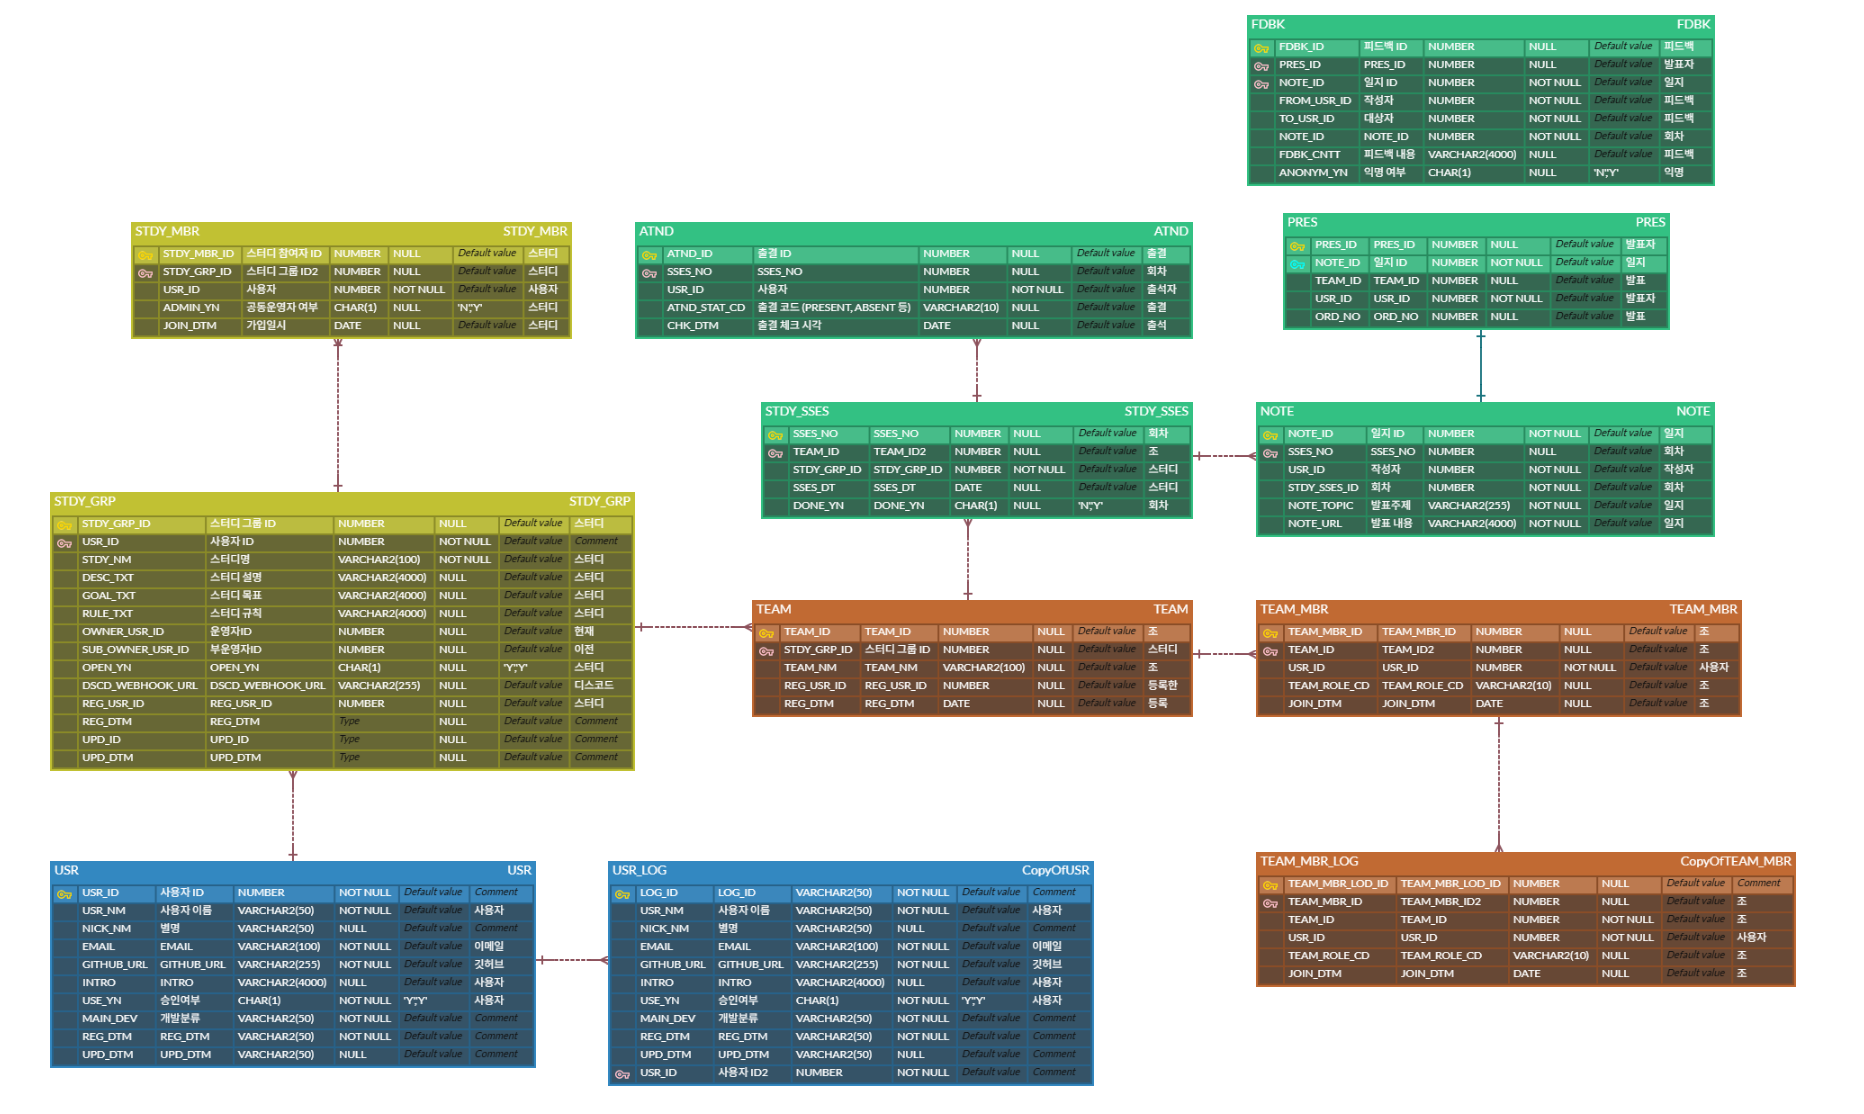 FDBK FDBK
FDBK_ID 피드백 ID NUMBER NULL Default value 피드백
PRES_ID PRES_ID NUMBER NULL Default value 발표자
NOTE_ID 일지 ID NUMBER NOT NULL Default value 일지
FROM_USR_ID 작성자 NUMBER NOT NULL Default value 피드백
TO_USR_ID 대상자 NUMBER NOT NULL Default value 피드백
NOTE_ID NOTE_ID NUMBER NOT NULL Default value 회차
FDBK_CNTT 피드백 내용 VARCHAR2(4000) NULL Default value 피드백
ANONYM_YN 익명 여부 CHAR(1) NULL 'N';'Y' 익명
STDY_MBR STDY_MBR
STDY_MBR_ID 스터디 참여자 ID NUMBER NULL Default value 스터디
STDY_GRP_ID 스터디 그룹 ID2 NUMBER NULL Default value 스터디
USR_ID 사용자 NUMBER NOT NULL Default value 사용자
ADMIN_YN 공동운영자 여부 CHAR(1) NULL 'N';'Y' 스터디
JOIN_DTM 가입일시 DATE NULL Default value 스터디
ATND ATND
ATND_ID 출결 ID NUMBER NULL Default value 출결
SSES_NO SSES_NO NUMBER NULL Default value 회차
USR_ID 사용자 NUMBER NOT NULL Default value 출석자
ATND_STAT_CD 출결 코드 (PRESENT, ABSENT 등) VARCHAR2(10) NULL Default value 출결
CHK_DTM 출결 체크 시각 DATE NULL Default value 출석
PRES PRES
PRES_ID PRES_ID NUMBER NULL Default value 발표자
NOTE_ID 일지 ID NUMBER NOT NULL Default value 일지
TEAM_ID TEAM_ID NUMBER NULL Default value 발표
USR_ID USR_ID NUMBER NOT NULL Default value 발표자
ORD_NO ORD_NO NUMBER NULL Default value 발표
STDY_SSES STDY_SSES
SSES_NO SSES_NO NUMBER NULL Default value 회차
TEAM_ID TEAM_ID2 NUMBER NULL Default value 조
STDY_GRP_ID STDY_GRP_ID NUMBER NOT NULL Default value 스터디
SSES_DT SSES_DT DATE NULL Default value 스터디
DONE_YN DONE_YN CHAR(1) NULL 'N';'Y' 회차
NOTE NOTE
NOTE_ID 일지 ID NUMBER NOT NULL Default value 일지
SSES_NO SSES_NO NUMBER NULL Default value 회차
USR_ID 작성자 NUMBER NOT NULL Default value 작성자
STDY_SSES_ID 회차 NUMBER NOT NULL Default value 회차
NOTE_TOPIC 발표주제 VARCHAR2(255) NOT NULL Default value 일지
NOTE_URL 발표 내용 VARCHAR2(4000) NOT NULL Default value 일지
STDY_GRP STDY_GRP
STDY_GRP_ID 스터디 그룹 ID NUMBER NULL Default value 스터디
USR_ID 사용자 ID NUMBER NOT NULL Default value Comment
STDY_NM 스터디명 VARCHAR2(100) NOT NULL Default value 스터디
DESC_TXT 스터디 설명 VARCHAR2(4000) NULL Default value 스터디
GOAL_TXT 스터디 목표 VARCHAR2(4000) NULL Default value 스터디
RULE_TXT 스터디 규칙 VARCHAR2(4000) NULL Default value 스터디
OWNER_USR_ID 운영자ID NUMBER NULL Default value 현재
SUB_OWNER_USR_ID 부운영자ID NUMBER NULL Default value 이전
OPEN_YN OPEN_YN CHAR(1) NULL 'Y';'Y' 스터디
DSCD_WEBHOOK_URL DSCD_WEBHOOK_URL VARCHAR2(255) NULL Default value 디스코드
REG_USR_ID REG_USR_ID NUMBER NULL Default value 스터디
REG_DTM REG_DTM Type NULL Default value Comment
UPD_ID UPD_ID Type NULL Default value Comment
UPD_DTM UPD_DTM Type NULL Default value Comment
TEAM TEAM
TEAM_ID TEAM_ID NUMBER NULL Default value 조
STDY_GRP_ID 스터디 그룹 ID NUMBER NULL Default value 스터디
TEAM_NM TEAM_NM VARCHAR2(100) NULL Default value 조
REG_USR_ID REG_USR_ID NUMBER NULL Default value 등록한
REG_DTM REG_DTM DATE NULL Default value 등록
TEAM_MBR TEAM_MBR
TEAM_MBR_ID TEAM_MBR_ID NUMBER NULL Default value 조
TEAM_ID TEAM_ID2 NUMBER NULL Default value 조
USR_ID USR_ID NUMBER NOT NULL Default value 사용자
TEAM_ROLE_CD TEAM_ROLE_CD VARCHAR2(10) NULL Default value 조
JOIN_DTM JOIN_DTM DATE NULL Default value 조
USR USR
USR_ID 사용자 ID NUMBER NOT NULL Default value Comment
USR_NM 사용자 이름 VARCHAR2(50) NOT NULL Default value 사용자
NICK_NM 별명 VARCHAR2(50) NULL Default value Comment
EMAIL EMAIL VARCHAR2(100) NOT NULL Default value 이메일
GITHUB_URL GITHUB_URL VARCHAR2(255) NOT NULL Default value 깃허브
INTRO INTRO VARCHAR2(4000) NULL Default value 사용자
USE_YN 승인여부 CHAR(1) NOT NULL 'Y';'Y' 사용자
MAIN_DEV 개발분류 VARCHAR2(50) NOT NULL Default value Comment
REG_DTM REG_DTM VARCHAR2(50) NOT NULL Default value Comment
UPD_DTM UPD_DTM VARCHAR2(50) NULL Default value Comment
USR_LOG CopyOfUSR
LOG_ID LOG_ID VARCHAR2(50) NOT NULL Default value Comment
USR_NM 사용자 이름 VARCHAR2(50) NOT NULL Default value 사용자
NICK_NM 별명 VARCHAR2(50) NULL Default value Comment
EMAIL EMAIL VARCHAR2(100) NOT NULL Default value 이메일
GITHUB_URL GITHUB_URL VARCHAR2(255) NOT NULL Default value 깃허브
INTRO INTRO VARCHAR2(4000) NULL Default value 사용자
USE_YN 승인여부 CHAR(1) NOT NULL 'Y';'Y' 사용자
MAIN_DEV 개발분류 VARCHAR2(50) NOT NULL Default value Comment
REG_DTM REG_DTM VARCHAR2(50) NOT NULL Default value Comment
UPD_DTM UPD_DTM VARCHAR2(50) NULL Default value Comment
USR_ID 사용자 ID2 NUMBER NOT NULL Default value Comment
TEAM_MBR_LOG CopyOfTEAM_MBR
TEAM_MBR_LOD_ID TEAM_MBR_LOD_ID NUMBER NULL Default value Comment
TEAM_MBR_ID TEAM_MBR_ID2 NUMBER NULL Default value 조
TEAM_ID TEAM_ID NUMBER NOT NULL Default value 조
USR_ID USR_ID NUMBER NOT NULL Default value 사용자
TEAM_ROLE_CD TEAM_ROLE_CD VARCHAR2(10) NULL Default value 조
JOIN_DTM JOIN_DTM DATE NULL Default value 조